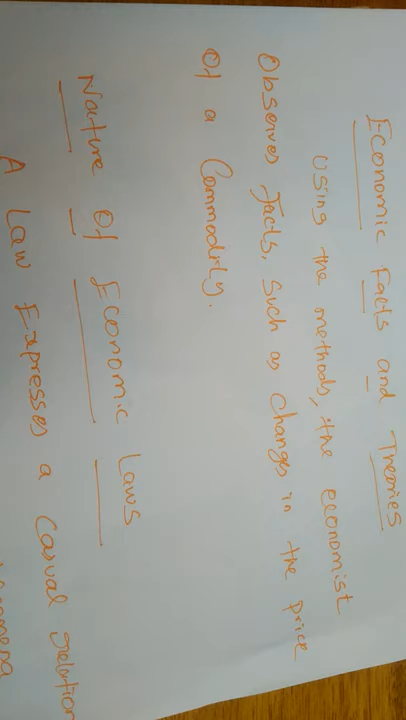 Economic Facts and Theories
Using the methods, the economist
Observes facts, Such as changes in the price
Of a Commodity.
Nature Of Economic Laws
A Law Expresses a Casual relation